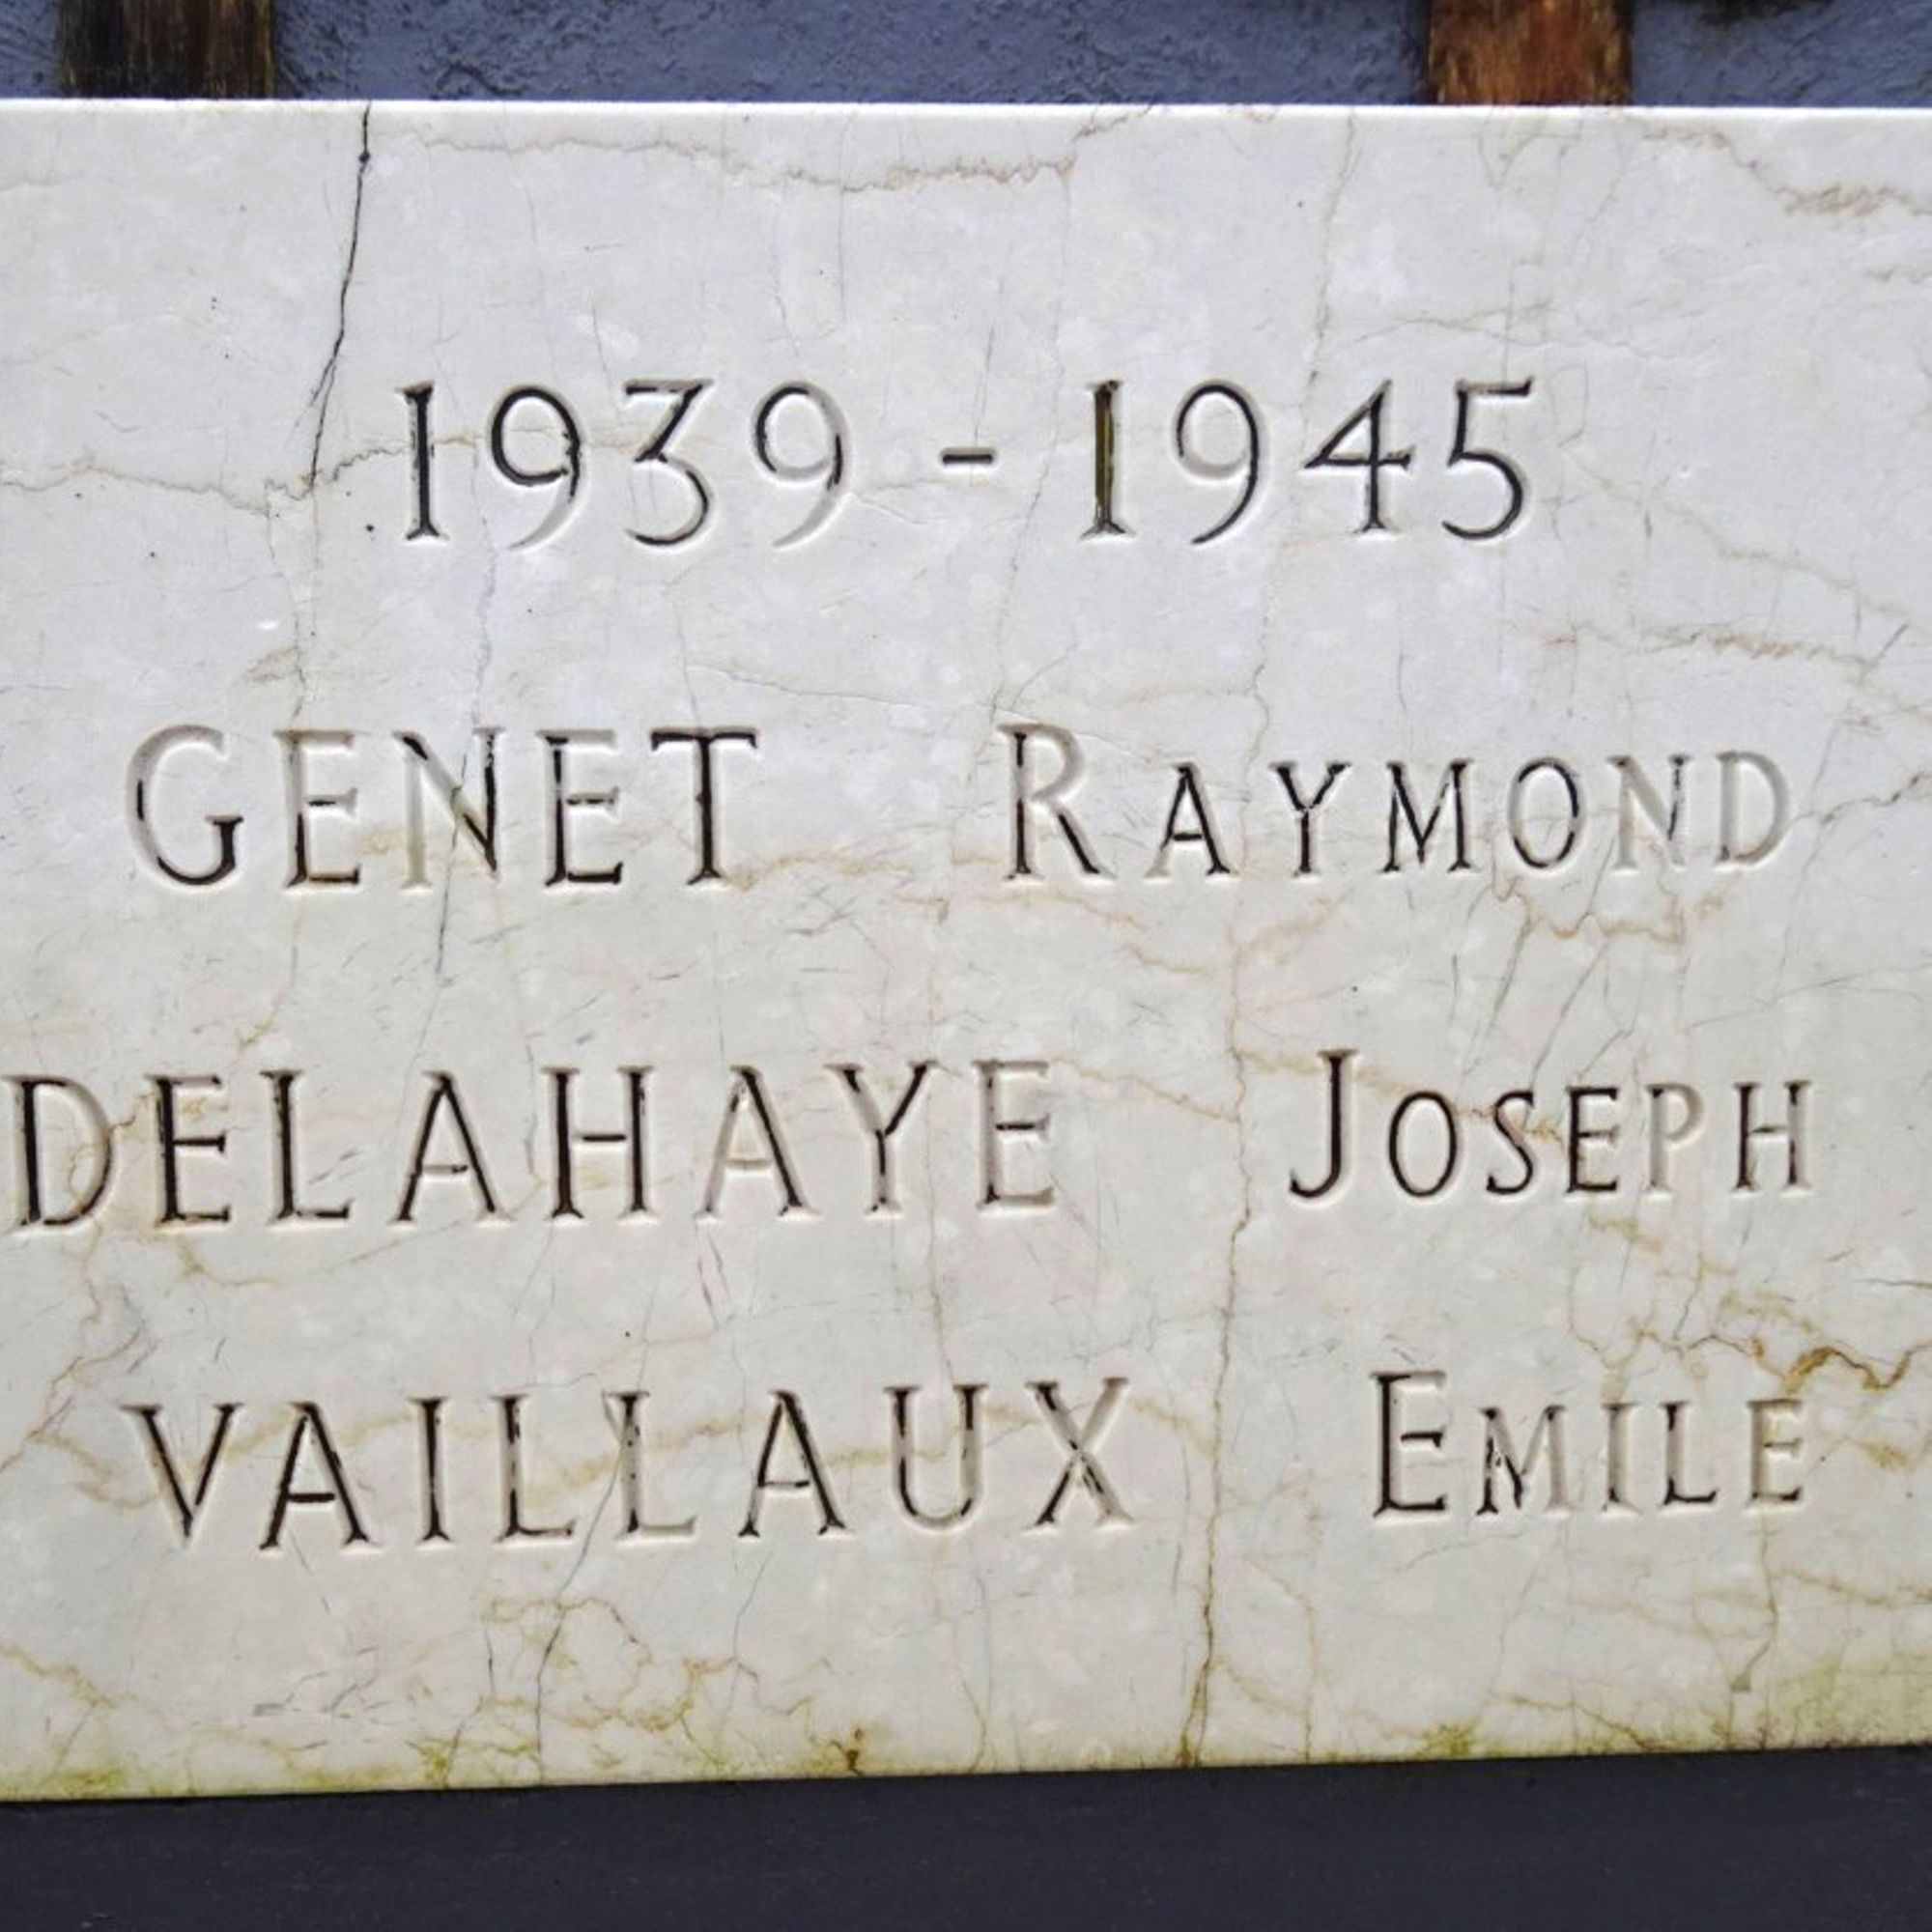 1939 - 1945
GENET RAYMOND
DELAHAYE JOSEPH
VAILLAUX EMILE